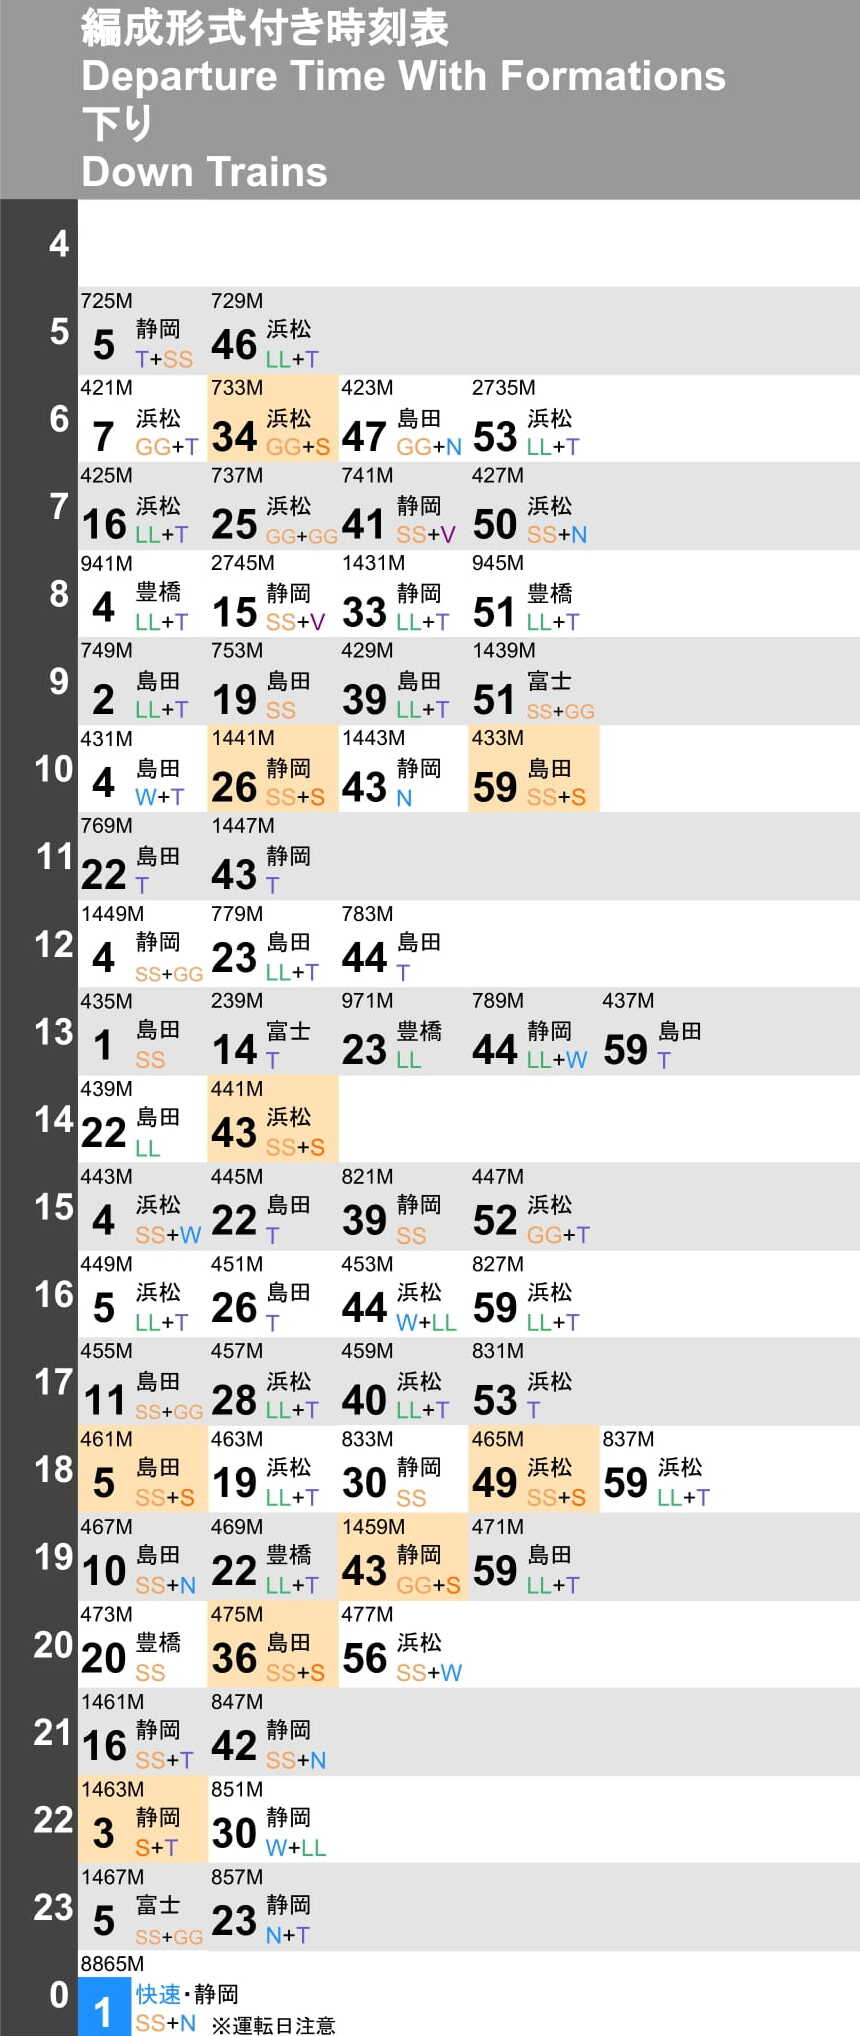 編成形式付き時刻表
Departure Time With Formations
下り
Down Trains
4
5
725M 729M
5 静岡 46 浜松
T+SS LL+T
6
421M 733M 423M 2735M
7 浜松 34 浜松 47 島田 53 浜松
GG+T GG+S GG+N LL+T
7
425M 737M 741M 427M
16 浜松 25 浜松 41 静岡 50 浜松
LL+T GG+GG SS+V SS+N
8
941M 2745M 1431M 945M
4 豊橋 15 静岡 33 静岡 51 豊橋
LL+T SS+V LL+T LL+T
9
749M 753M 429M 1439M
2 島田 19 島田 39 島田 51 富士
LL+T SS LL+T SS+GG
10
431M 1441M 1443M 433M
4 島田 26 静岡 43 静岡 59 島田
W+T SS+S N SS+S
11
769M 1447M
22 島田 43 静岡
T T
12
1449M 779M 783M
4 静岡 23 島田 44 島田
SS+GG LL+T T
13
435M 239M 971M 789M 437M
1 島田 14 富士 23 豊橋 44 静岡 59 島田
SS T LL LL+W T
14
439M 441M
22 島田 43 浜松
LL SS+S
15
443M 445M 821M 447M
4 浜松 22 島田 39 静岡 52 浜松
SS+W T SS GG+T
16
449M 451M 453M 827M
5 浜松 26 島田 44 浜松 59 浜松
LL+T T W+LL LL+T
17
455M 457M 459M 831M
11 島田 28 浜松 40 浜松 53 浜松
SS+GG LL+T LL+T T
18
461M 463M 833M 465M 837M
5 島田 19 浜松 30 静岡 49 浜松 59 浜松
SS+S LL+T SS SS+S LL+T
19
467M 469M 1459M 471M
10 島田 22 豊橋 43 静岡 59 島田
SS+N LL+T GG+S LL+T
20
473M 475M 477M
20 豊橋 36 島田 56 浜松
SS SS+S SS+W
21
1461M 847M
16 静岡 42 静岡
SS+T SS+N
22
1463M 851M
3 静岡 30 静岡
S+T W+LL
23
1467M 857M
5 富士 23 静岡
SS+GG N+T
0
8865M
1 快速・静岡
SS+N ※運転日注意